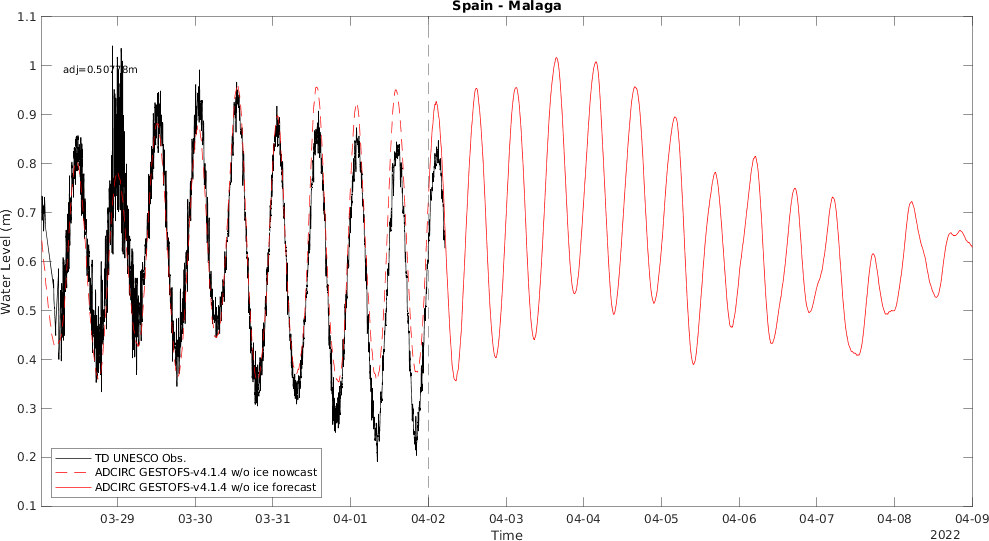 Spain - Malaga
1.1
1
0.9
0.8
0.7
0.6
0.5
0.4
0.3
0.2
0.1
Water Level (m)
adj=0.50778m
TD UNESCO Obs.
ADCIRC GESTOFS-v4.1.4 w/o ice nowcast
ADCIRC GESTOFS-v4.1.4 w/o ice forecast
03-29 03-30 03-31 04-01 04-02 04-03 04-04 04-05 04-06 04-07 04-08 04-09
Time
2022